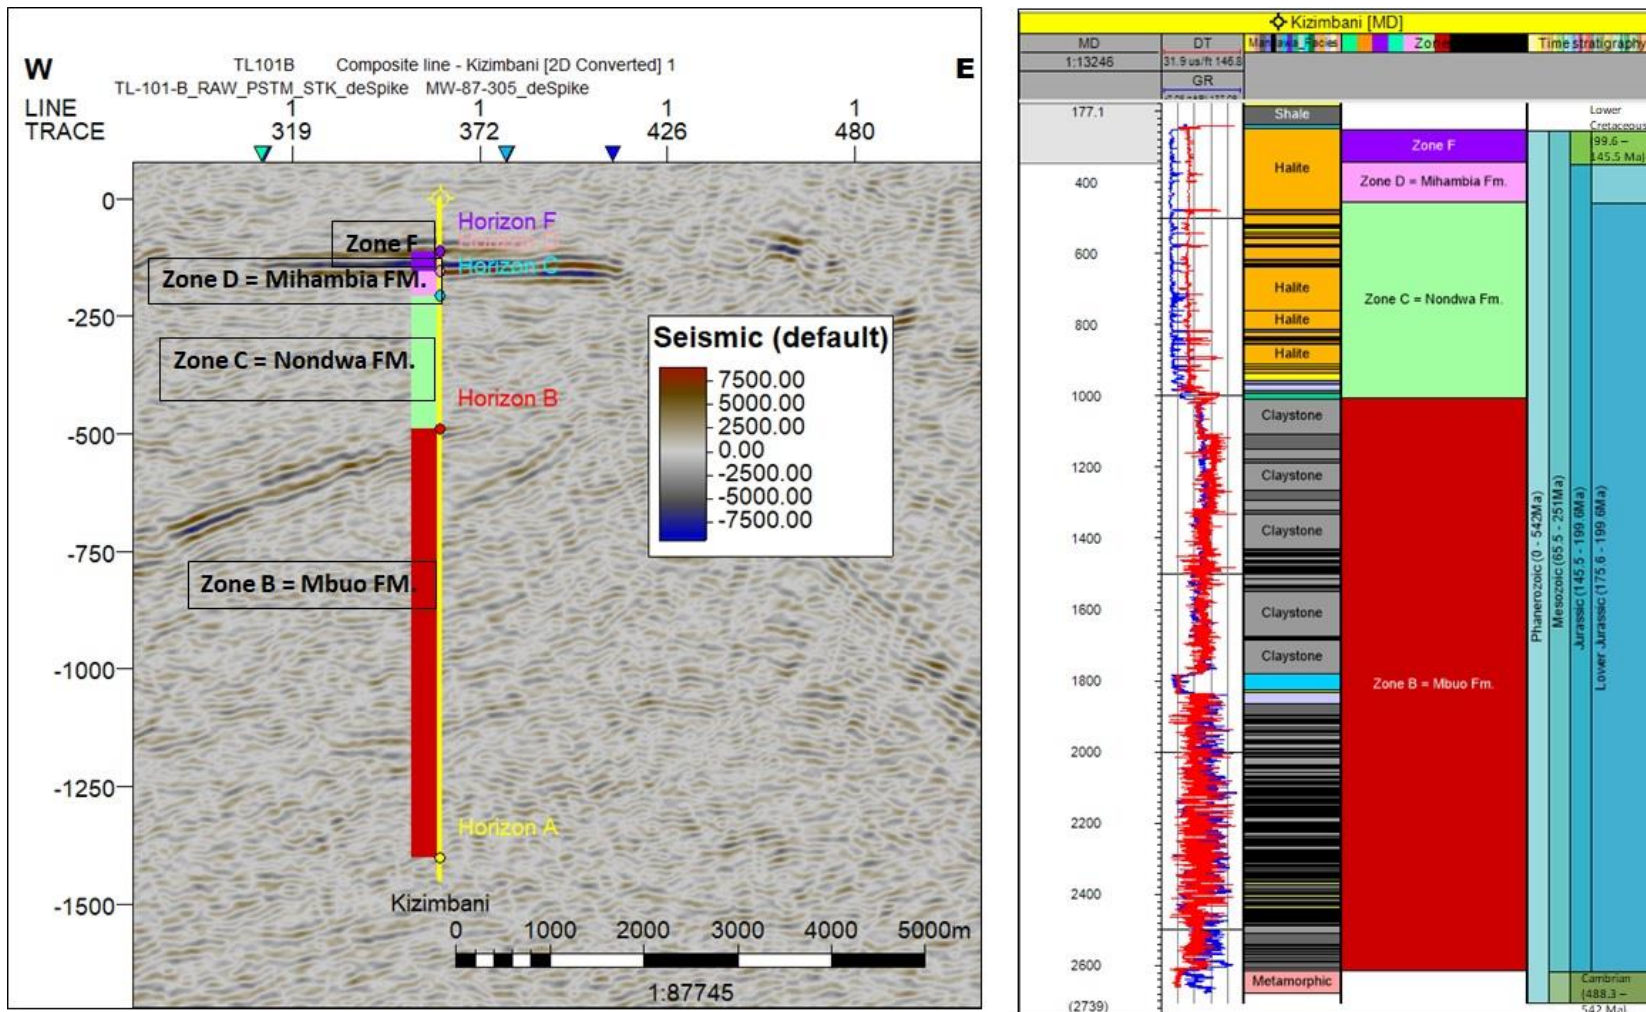 W
E
TL101B Composite line - Kizimbani [2D Converted] 1
TL-101-B_RAW_PSTM_STK_deSpike MW-87-305_deSpike
LINE 1 1 1 1
TRACE 319 372 426 480
0
-250
-500
-750
-1000
-1250
-1500
Horizon F
Zone F
Horizon C
Zone D = Mihambia FM.
Zone C = Nondwa FM.
Horizon B
Zone B = Mbuo FM.
Horizon A
Kizimbani
Seismic (default)
7500.00
5000.00
2500.00
0.00
-2500.00
-5000.00
-7500.00
0 1000 2000 3000 4000 5000m
1:87745
Kizimbani [MD]
MD
1:13246
DT
31.9 us/ft 146.8
GR
Time stratigraphy
177.1
400
600
800
1000
1200
1400
1600
1800
2000
2200
2400
2600
(2739)
Shale
Halite
Halite
Halite
Halite
Claystone
Claystone
Claystone
Claystone
Claystone
Metamorphic
Zone F
Zone D = Mihambia Fm.
Zone C = Nondwa Fm.
Zone B = Mbuo Fm.
Phanerozoic (0 - 542Ma)
Mesozoic (65.5 - 251Ma)
Jurassic (145.5 - 199.6Ma)
Lower Jurassic (175.6 - 199.6Ma)
Lower
Cretaceous
(99.6 –
145.5 Ma)
Cambrian
(488.3 –
542 Ma)